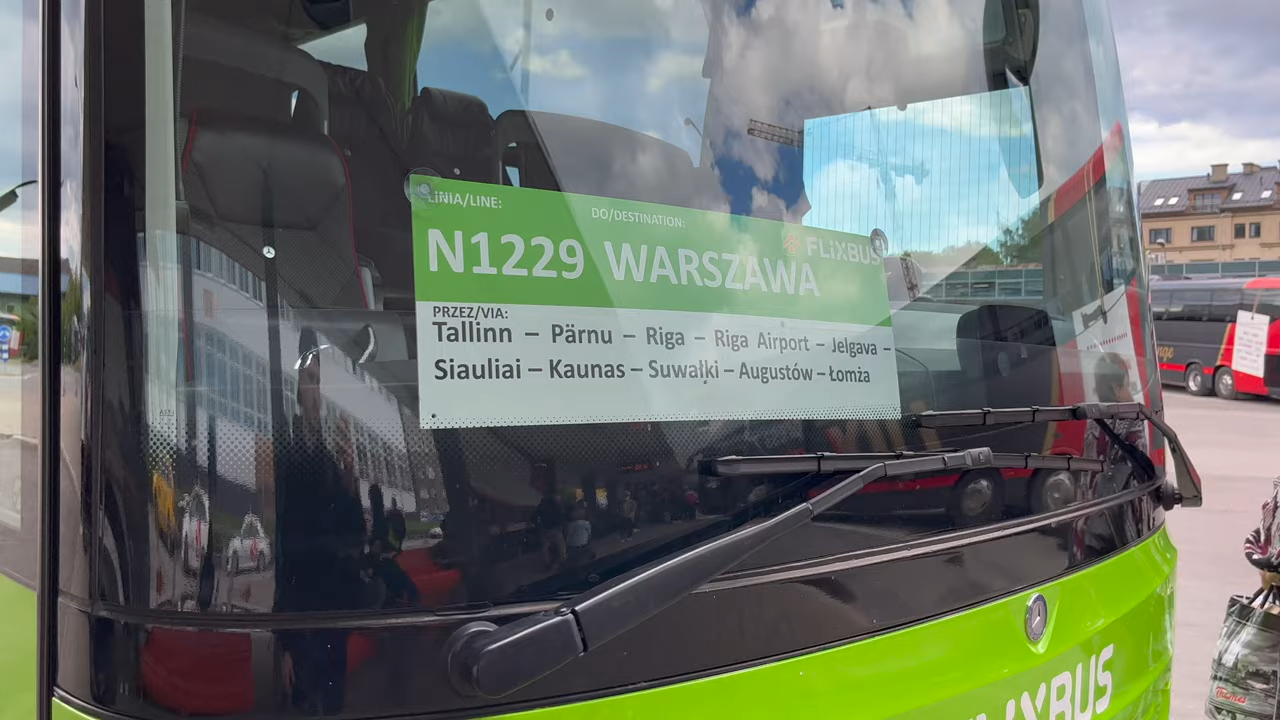 LINIA/LINE:
DO/DESTINATION:
FLiXBUS
N1229 WARSZAWA
PRZEZ/VIA:
Tallinn – Pärnu – Riga – Riga Airport – Jelgava –
Siauliai – Kaunas – Suwałki – Augustów – Łomża